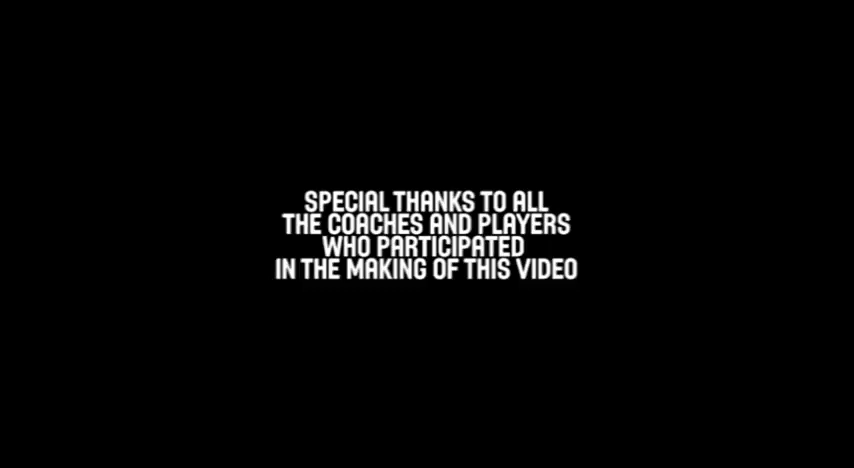 SPECIAL THANKS TO ALL
THE COACHES AND PLAYERS
WHO PARTICIPATED
IN THE MAKING OF THIS VIDEO